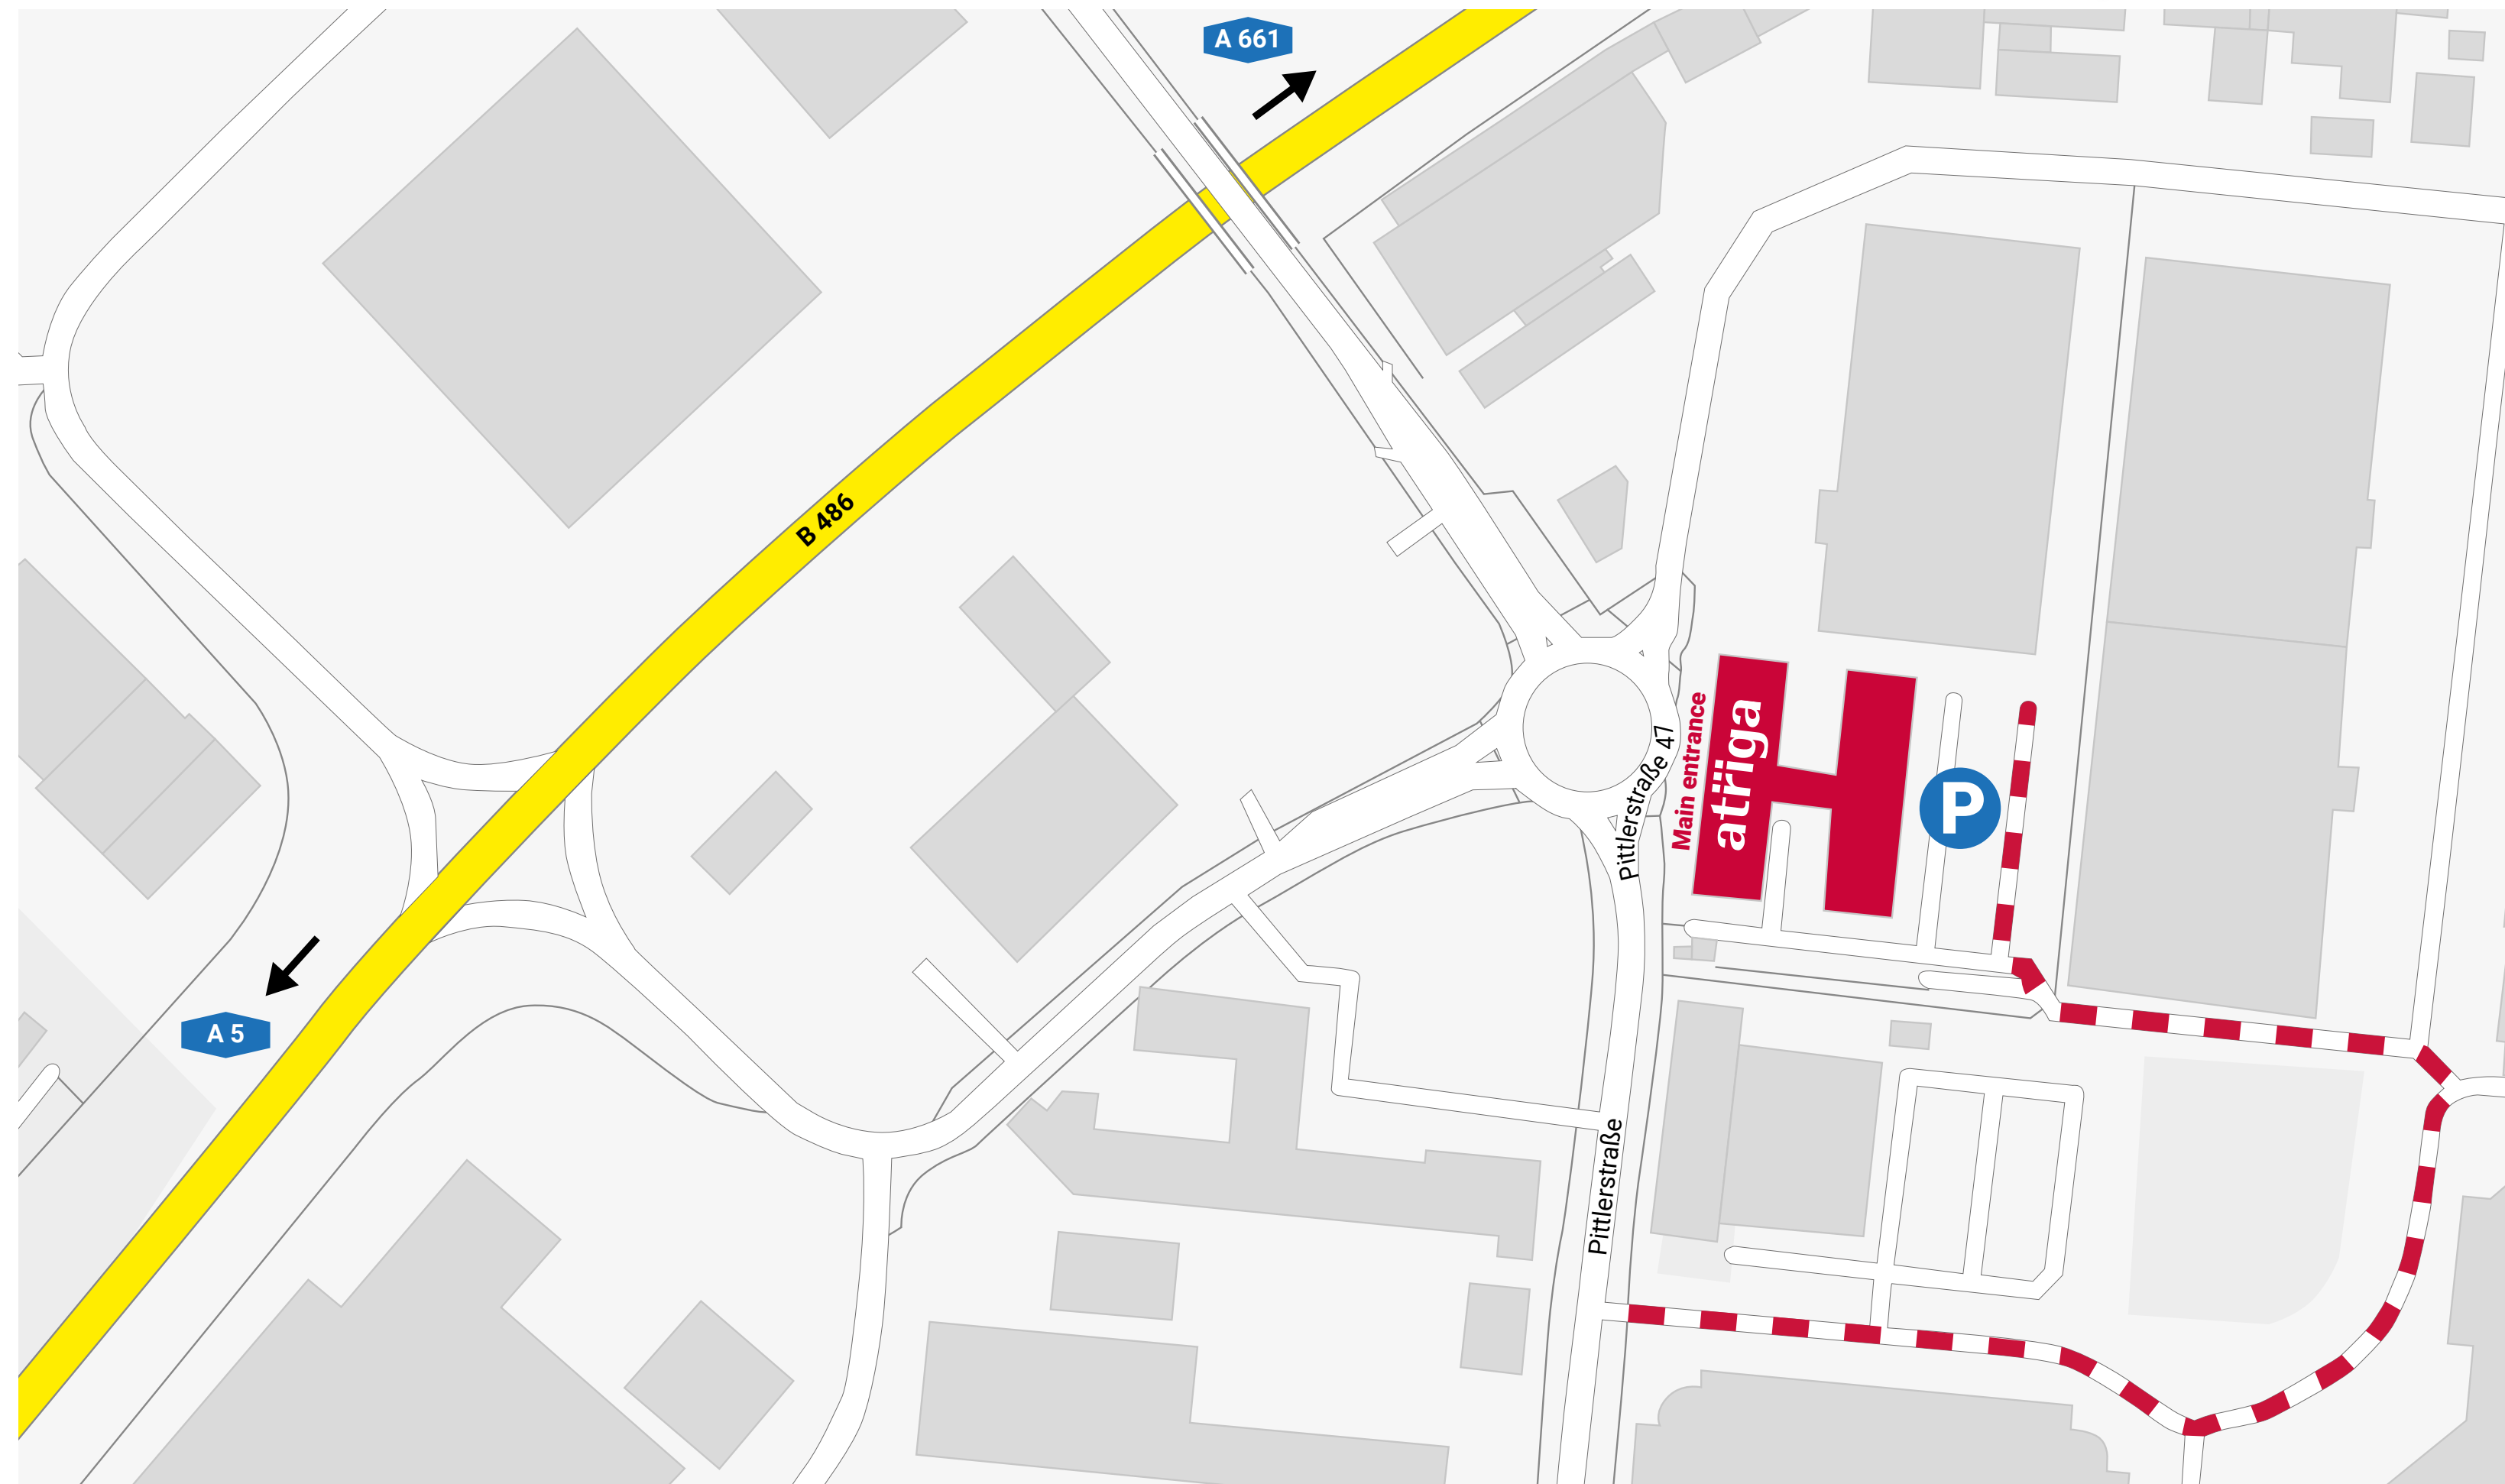 A 661
B 486
Pittlerstraße 47
Main entrance
atriga
P
A 5
Pittlerstraße